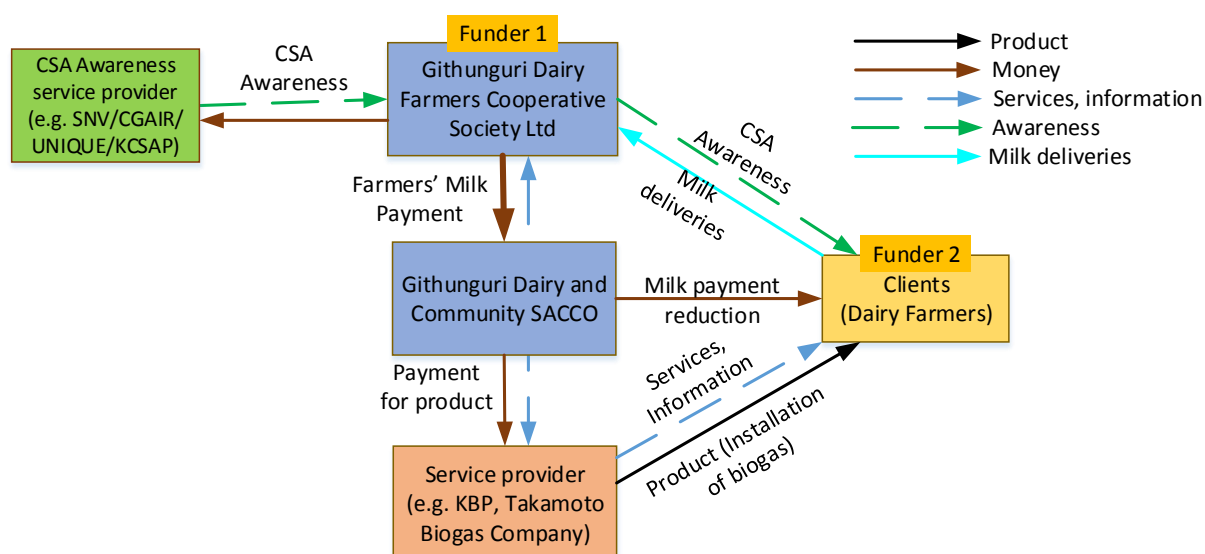 Funder 1
CSA Awareness
service provider
(e.g. SNV/CGAIR/
UNIQUE/KCSAP)
CSA
Awareness
Githunguri Dairy
Farmers Cooperative
Society Ltd
Product
Money
Services, information
Awareness
Milk deliveries
CSA
Awareness
Milk
deliveries
Farmers’ Milk
Payment
Githunguri Dairy and
Community SACCO
Milk payment
reduction
Funder 2
Clients
(Dairy Farmers)
Payment
for product
Services,
Information
Product (Installation
of biogas)
Service provider
(e.g. KBP, Takamoto
Biogas Company)